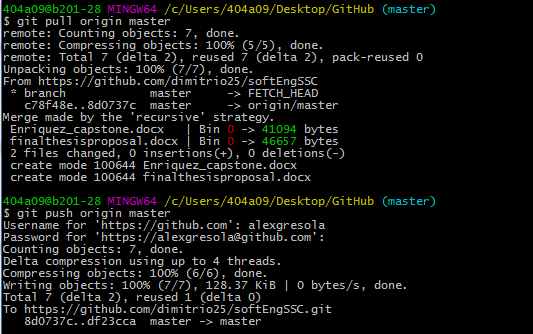 404a09@b201-28 MINGW64 /c/Users/404a09/Desktop/GitHub (master)
$ git pull origin master
remote: Counting objects: 7, done.
remote: Compressing objects: 100% (5/5), done.
remote: Total 7 (delta 2), reused 7 (delta 2), pack-reused 0
Unpacking objects: 100% (7/7), done.
From https://github.com/dimitrio25/softEngSSC
 * branch            master     -> FETCH_HEAD
   c78f48e..8d0737c  master     -> origin/master
Merge made by the 'recursive' strategy.
 Enriquez_capstone.docx   | Bin 0 -> 41094 bytes
 finalthesisproposal.docx | Bin 0 -> 46657 bytes
 2 files changed, 0 insertions(+), 0 deletions(-)
 create mode 100644 Enriquez_capstone.docx
 create mode 100644 finalthesisproposal.docx
404a09@b201-28 MINGW64 /c/Users/404a09/Desktop/GitHub (master)
$ git push origin master
Username for 'https://github.com': alexgresola
Password for 'https://alexgresola@github.com':
Counting objects: 7, done.
Delta compression using up to 4 threads.
Compressing objects: 100% (6/6), done.
Writing objects: 100% (7/7), 128.37 KiB | 0 bytes/s, done.
Total 7 (delta 2), reused 1 (delta 0)
To https://github.com/dimitrio25/softEngSSC.git
   8d0737c..df23cca  master -> master